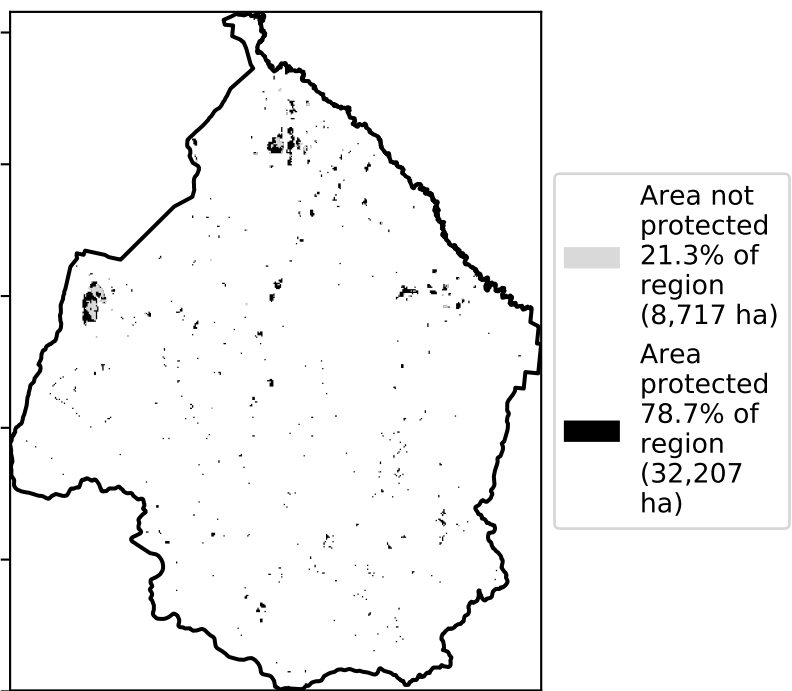 Area not
protected
21.3% of
region
(8,717 ha)
Area
protected
78.7% of
region
(32,207
ha)